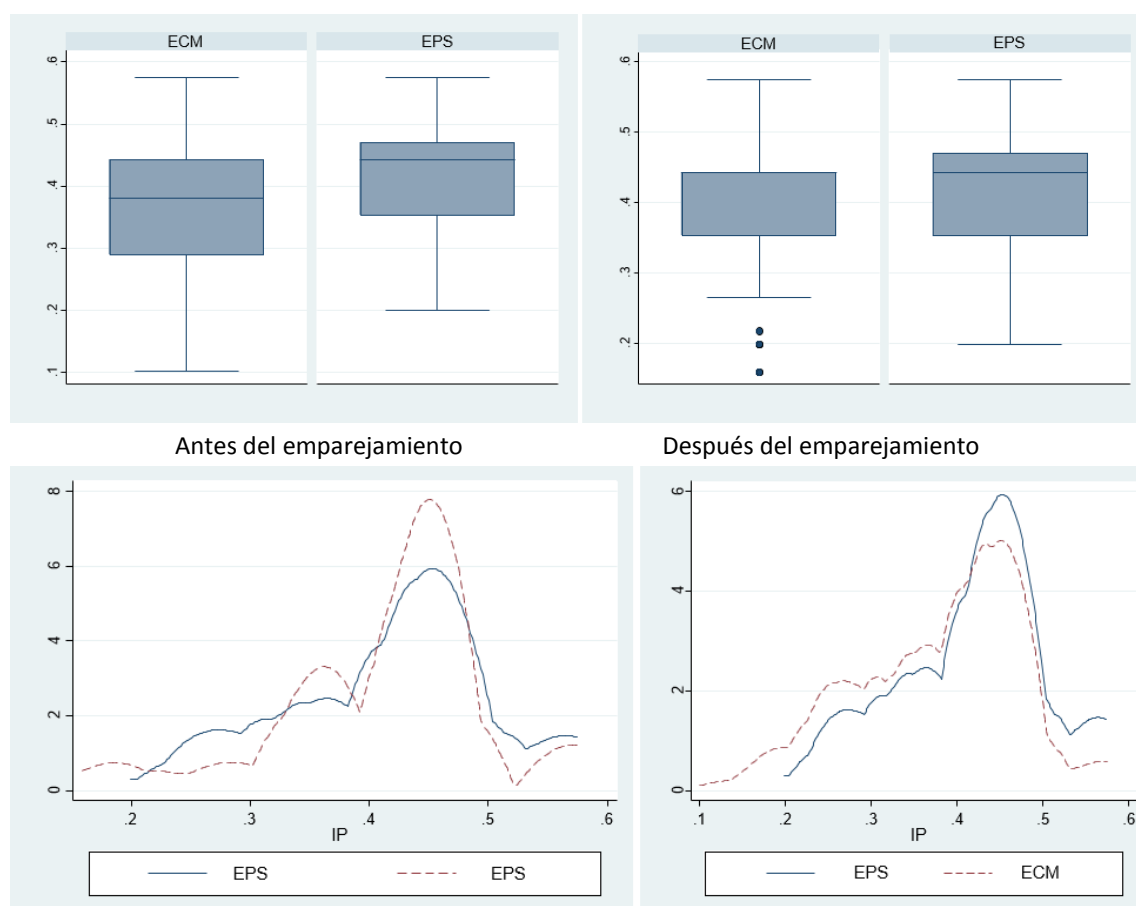 ECM EPS
.6
.5
.4
.3
.2
.1
ECM EPS
.6
.5
.4
.3
.2
Antes del emparejamiento
Después del emparejamiento
8
6
4
2
0
.2 .3 .4 .5 .6
IP
EPS EPS
6
4
2
0
.1 .2 .3 .4 .5 .6
IP
EPS ECM